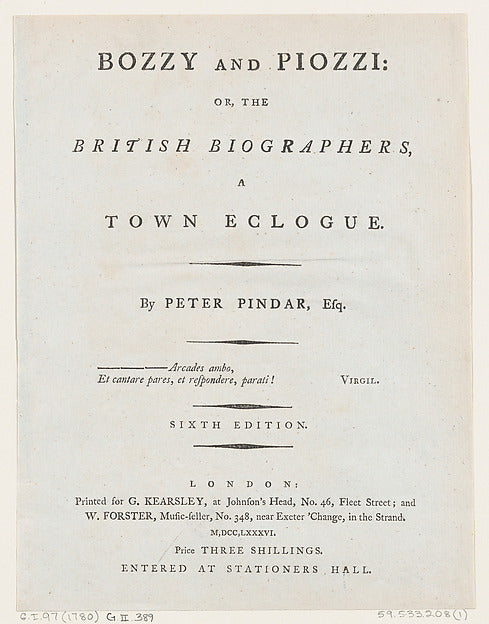 BOZZY AND PIOZZI:
OR, THE
BRITISH BIOGRAPHERS,
A
TOWN ECLOGUE.
By PETER PINDAR, Eſq.
Arcades ambo,
Et cantare pares, et reſpondere, parati! VIRGIL.
SIXTH EDITION.
LONDON:
Printed for G. KEARSLEY, at Johnſon's Head, No. 46, Fleet Street; and
W. FORSTER, Muſic-ſeller, No. 348, near Exeter 'Change, in the Strand.
M,DCC,LXXXVI.
Price THREE SHILLINGS.
ENTERED AT STATIONERS HALL.
G.I.97 (1780) G II 389 59.533.208(1)